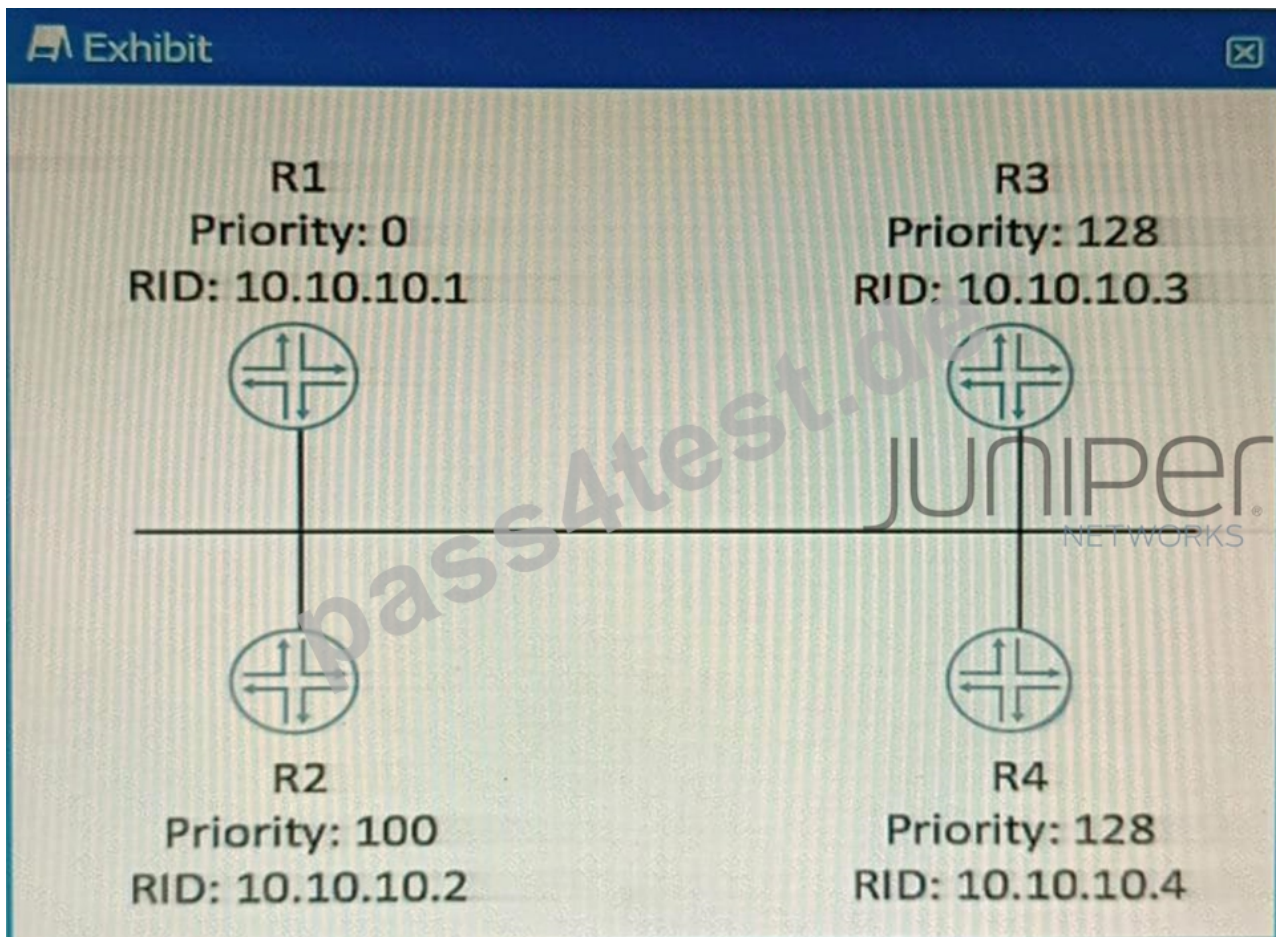 Exhibit
R1
Priority: 0
RID: 10.10.10.1
R3
Priority: 128
RID: 10.10.10.3
pass4test.de
JUNIPER
NETWORKS
R2
Priority: 100
RID: 10.10.10.2
R4
Priority: 128
RID: 10.10.10.4